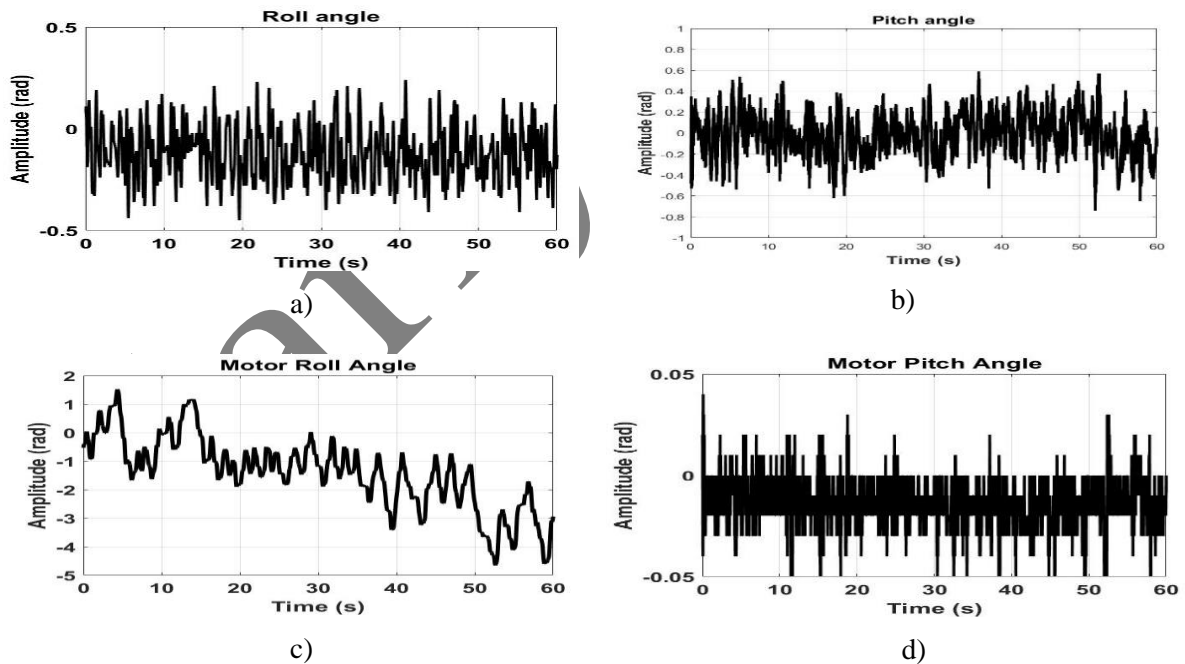 Roll angle
0.5
0
-0.5
Amplitude (rad)
0 10 20 30 40 50 60
Time (s)
a)
Pitch angle
1
0.8
0.6
0.4
0.2
0
-0.2
-0.4
-0.6
-0.8
-1
Amplitude (rad)
0 10 20 30 40 50 60
Time (s)
b)
Motor Roll Angle
2
1
0
-1
-2
-3
-4
-5
Amplitude (rad)
0 10 20 30 40 50 60
Time (s)
c)
Motor Pitch Angle
0.05
0
-0.05
Amplitude (rad)
0 10 20 30 40 50 60
Time (s)
d)